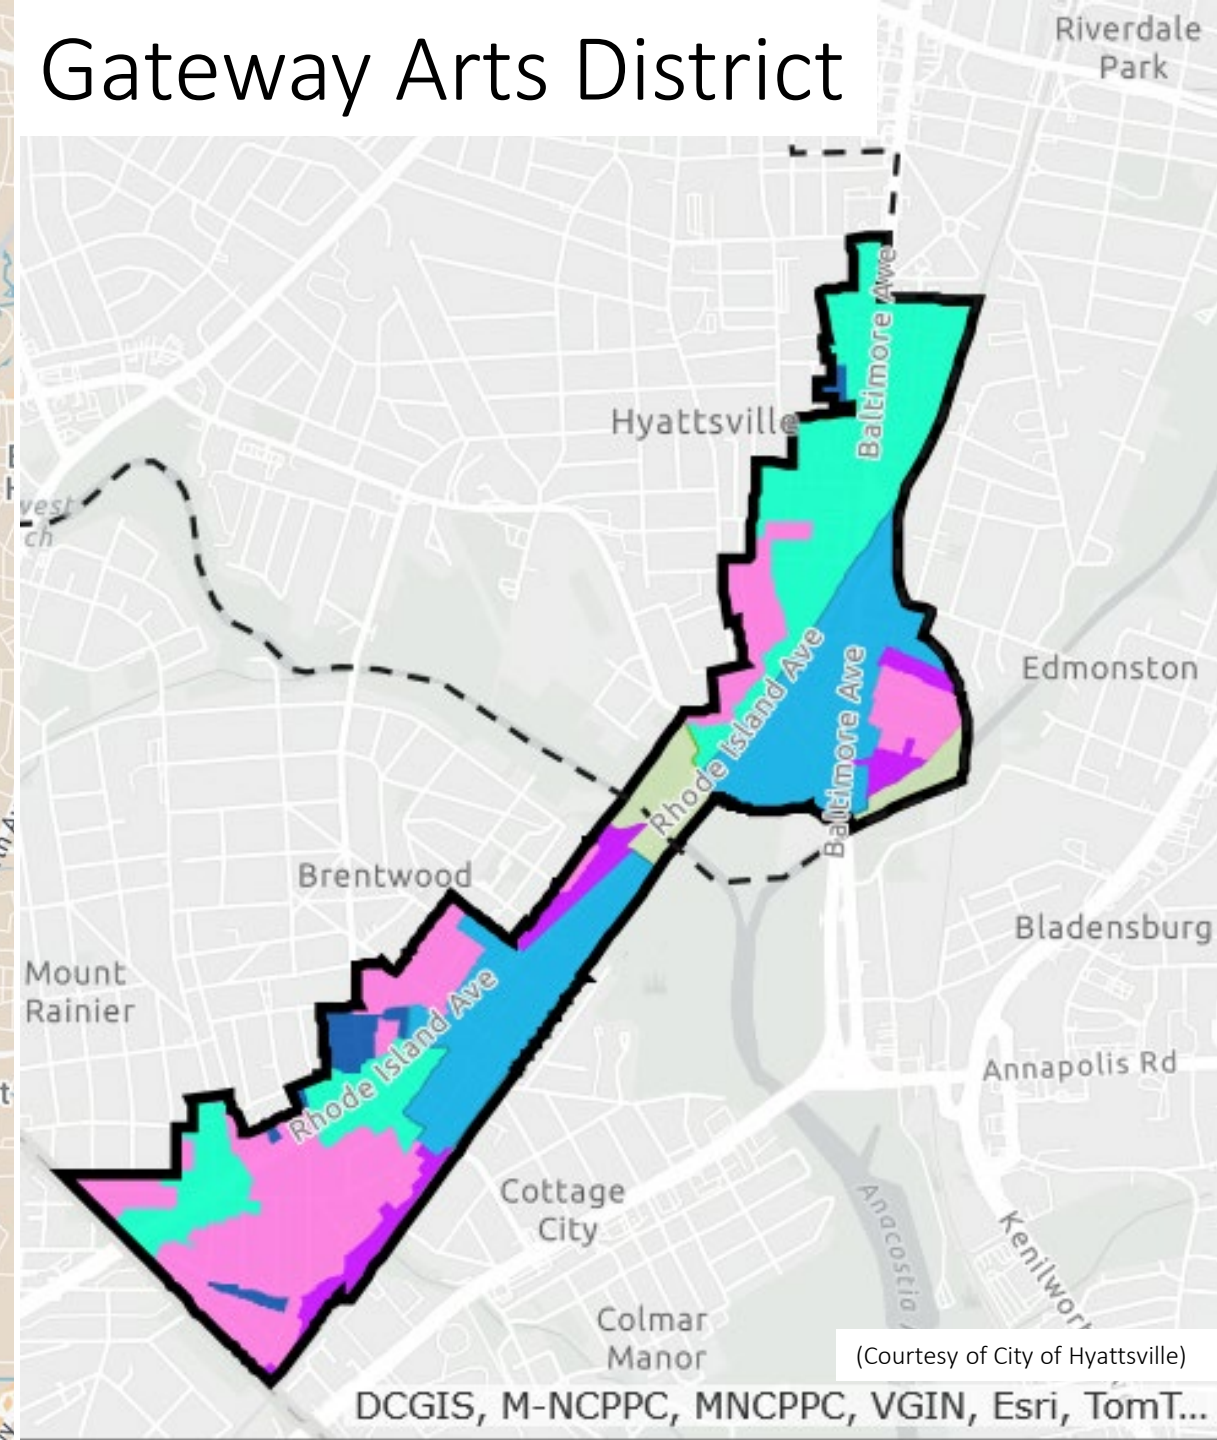 Gateway Arts District
Riverdale
Park
Baltimore Ave
Hyattsville
Edmonston
Rhode Island Ave
Baltimore Ave
Brentwood
Bladensburg
Mount
Rainier
Rhode Island Ave
Annapolis Rd
Cottage
City
Anacostia
Colmar
Manor
(Courtesy of City of Hyattsville)
DCGIS, M-NCPPC, MNCPPC, VGIN, Esri, TomT...